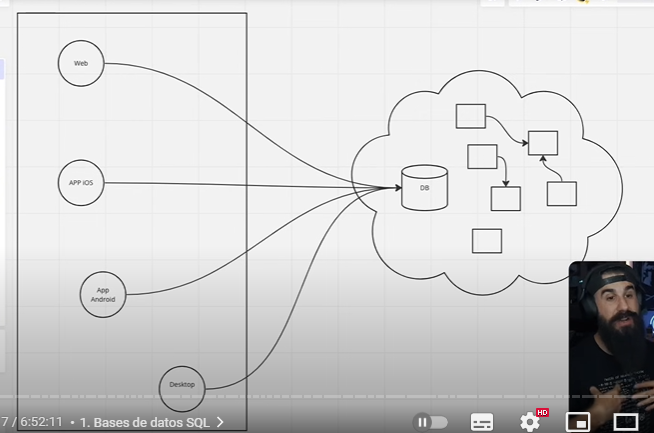 Web
APP IOS
DB
App
Android
Desktop
7 / 6:52:11 • 1. Bases de datos SQL
HD